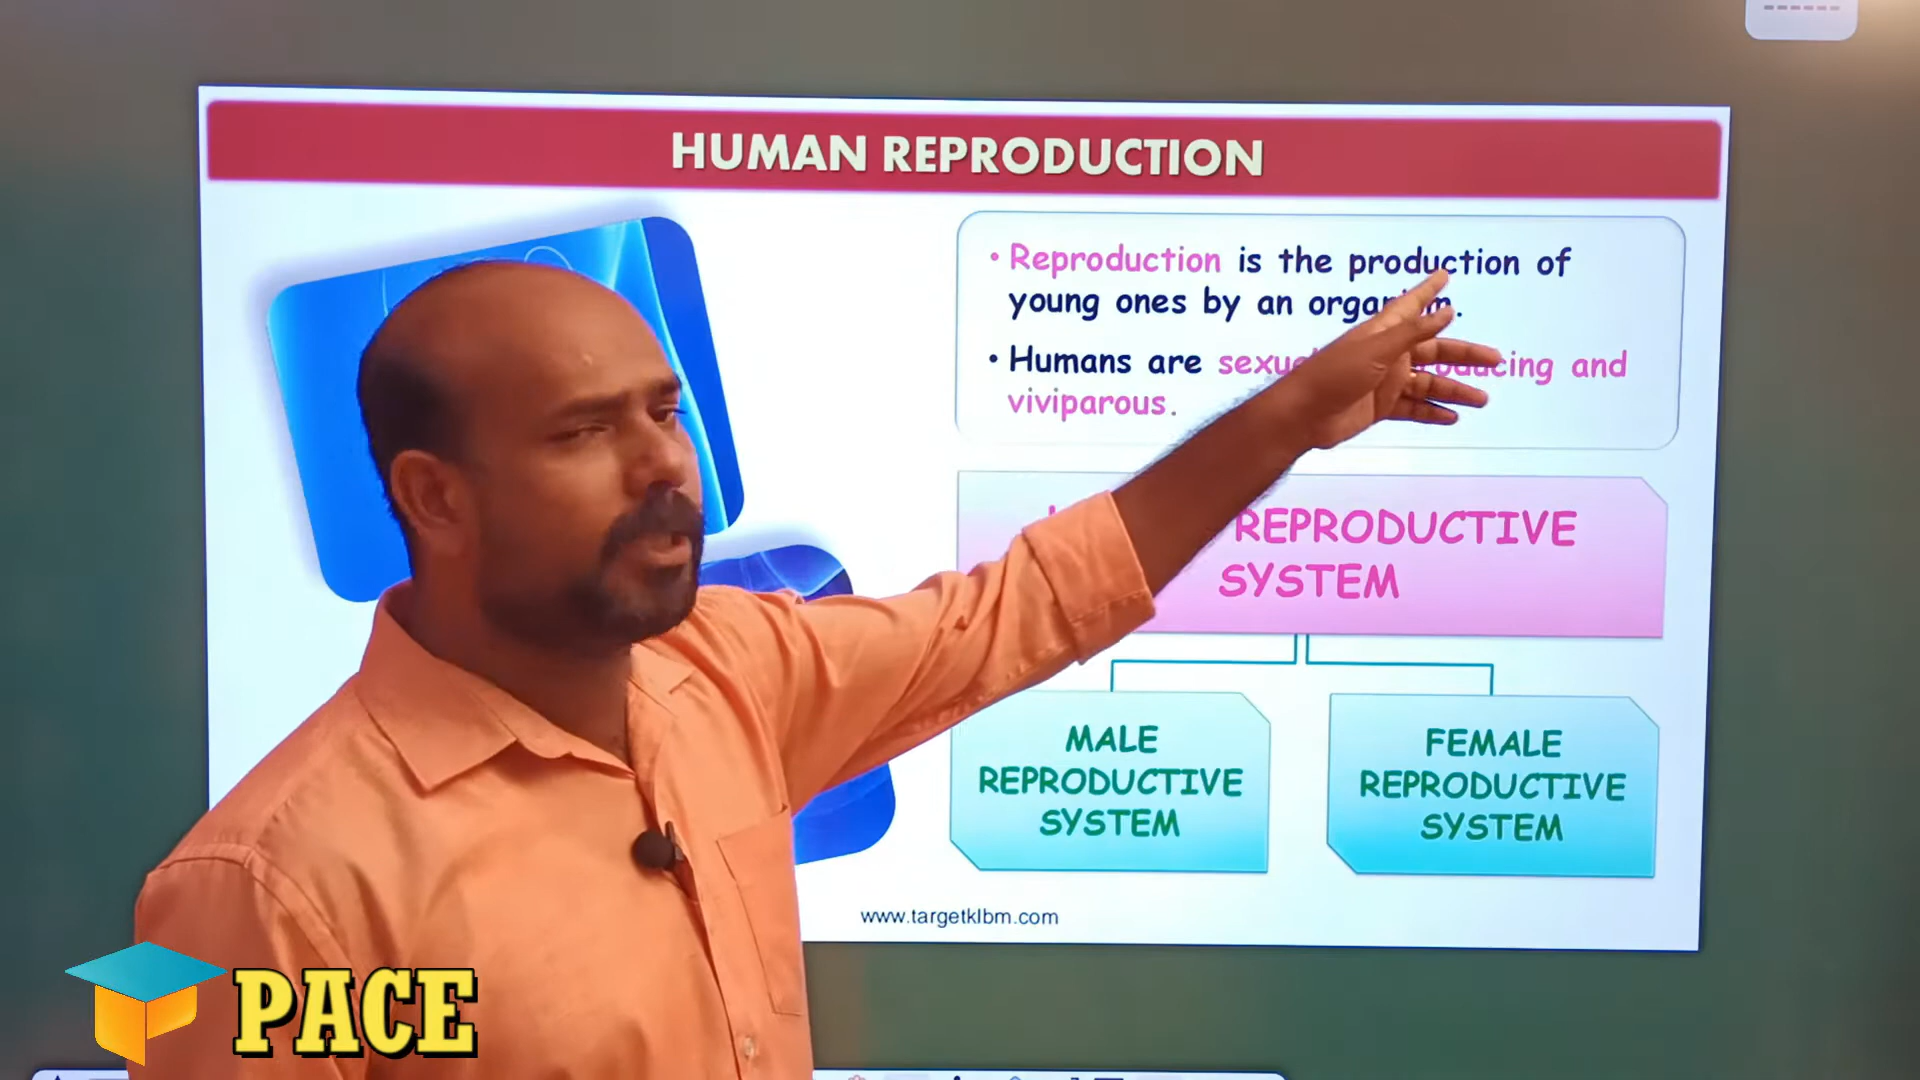 HUMAN REPRODUCTION
• Reproduction is the production of
young ones by an
• Humans are and
viviparous.
REPRODUCTIVE
SYSTEM
MALE
REPRODUCTIVE
SYSTEM
FEMALE
REPRODUCTIVE
SYSTEM
www.targetklbm.com
PACE